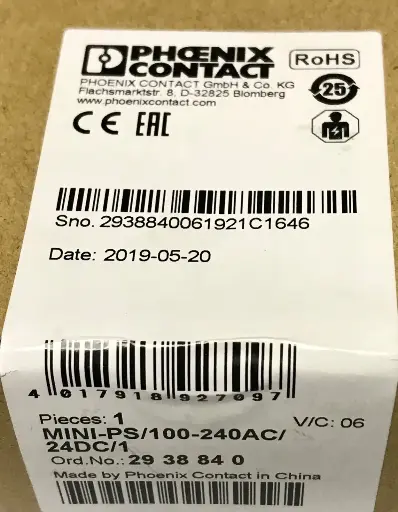 PHŒNIX
CONTACT
RoHS
PHOENIX CONTACT GmbH & Co. KG
Flachsmarktstr. 8, D-32825 Blomberg
www.phoenixcontact.com
25
CE EAC
Sno. 2938840061921C1646
Date: 2019-05-20
4 017918 927097
Pieces: 1
V/C: 06
MINI-PS/100-240AC/
24DC/1
Ord.No.: 29 38 84 0
Made by Phoenix Contact in China